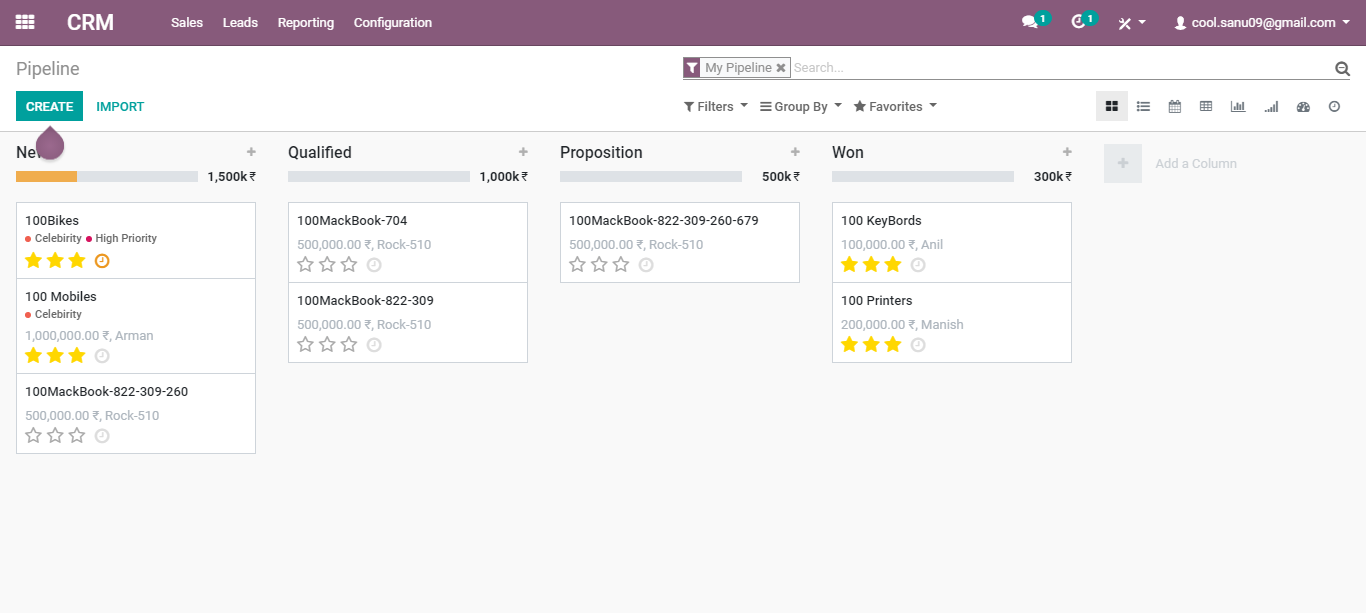 CRM Sales Leads Reporting Configuration 1 1 cool.sanu09@gmail.com
Pipeline
My Pipeline Search...
CREATE IMPORT
Filters Group By Favorites
1,500k ₹
100Bikes
Celebirity High Priority
100 Mobiles
Celebirity
1,000,000.00 ₹, Arman
100MackBook-822-309-260
500,000.00 ₹, Rock-510
Qualified
1,000k ₹
100MackBook-704
500,000.00 ₹, Rock-510
100MackBook-822-309
500,000.00 ₹, Rock-510
Proposition
500k ₹
100MackBook-822-309-260-679
500,000.00 ₹, Rock-510
Won
300k ₹
100 KeyBords
100,000.00 ₹, Anil
100 Printers
200,000.00 ₹, Manish
Add a Column